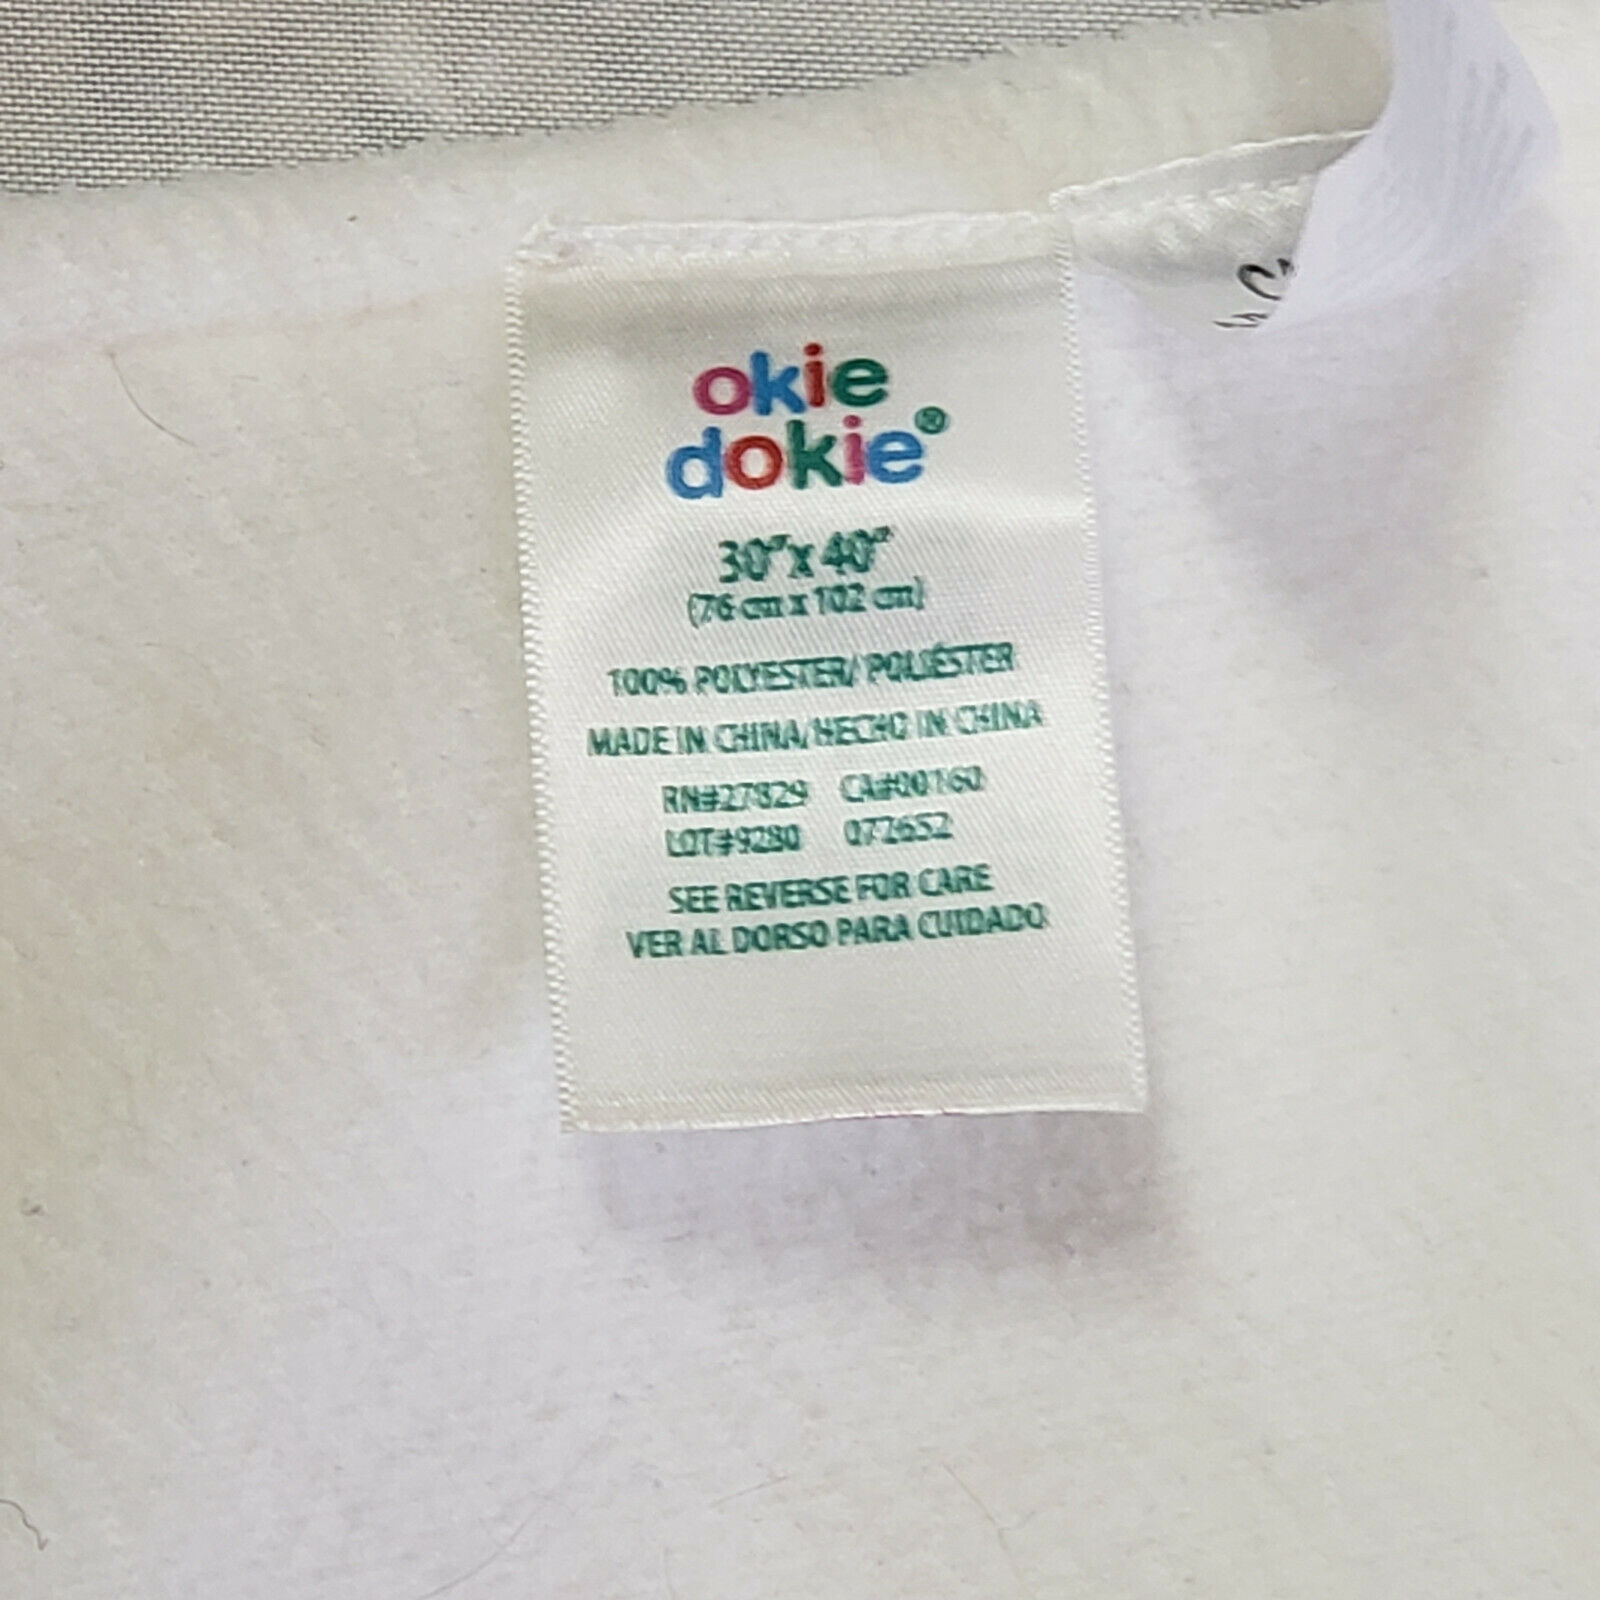 okie
dokie®
30" x 40"
(76 cm x 102 cm)
100% POLYESTER/ POLIÉSTER
MADE IN CHINA/HECHO IN CHINA
RN#27829 CA#00160
LOT#9280 072652
SEE REVERSE FOR CARE
VER AL DORSO PARA CUIDADO